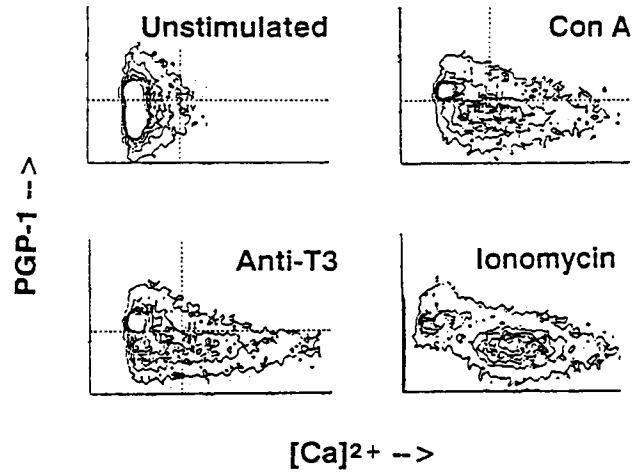 Unstimulated
Con A
PGP-1 -->
Anti-T3
Ionomycin
[Ca]2+ -->